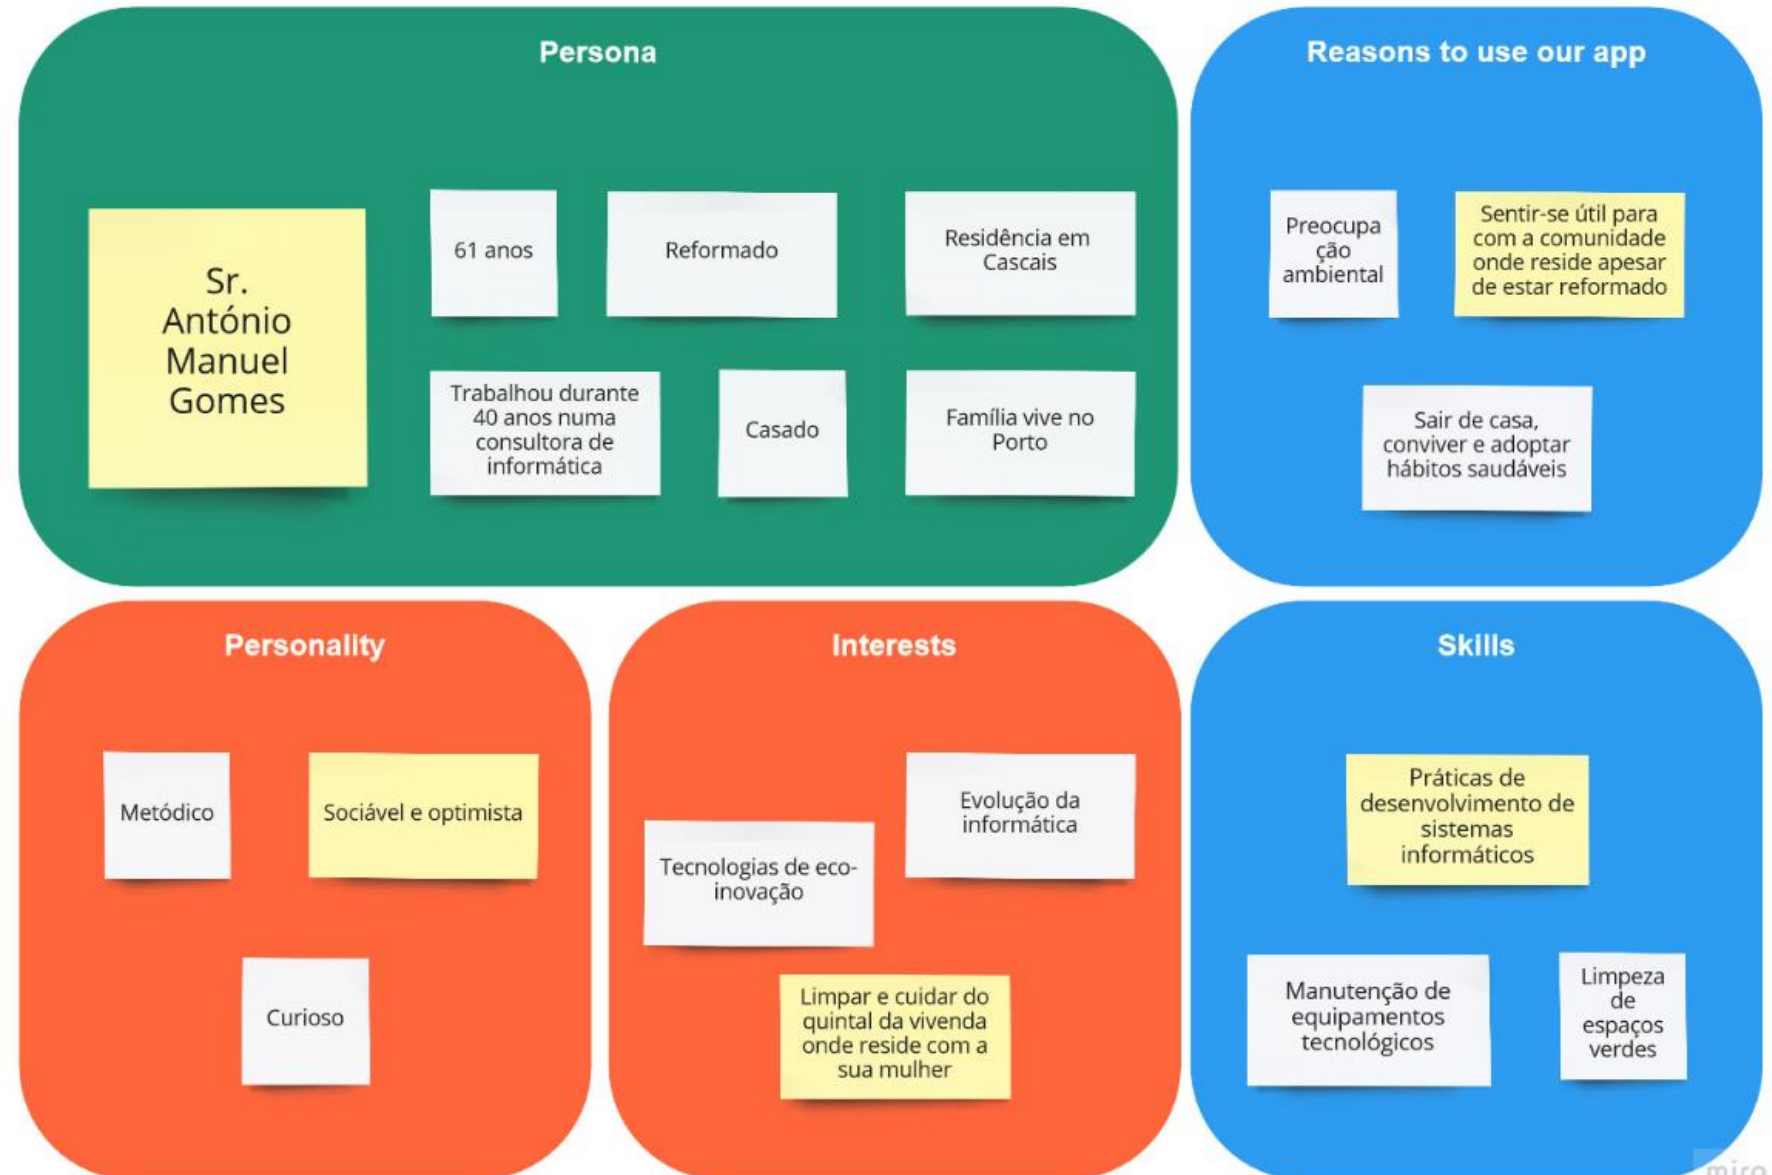 Persona
Sr.
António
Manuel
Gomes
61 anos
Reformado
Residência em
Cascais
Trabalhou durante
40 anos numa
consultora de
informática
Casado
Família vive no
Porto
Reasons to use our app
Preocupa
ção
ambiental
Sentir-se útil para
com a comunidade
onde reside apesar
de estar reformado
Sair de casa,
conviver e adoptar
hábitos saudáveis
Personality
Metódico
Sociável e optimista
Curioso
Interests
Evolução da
informática
Tecnologias de eco-
inovação
Limpar e cuidar do
quintal da vivenda
onde reside com a
sua mulher
Skills
Práticas de
desenvolvimento de
sistemas
informáticos
Manutenção de
equipamentos
tecnológicos
Limpeza
de
espaços
verdes
miro